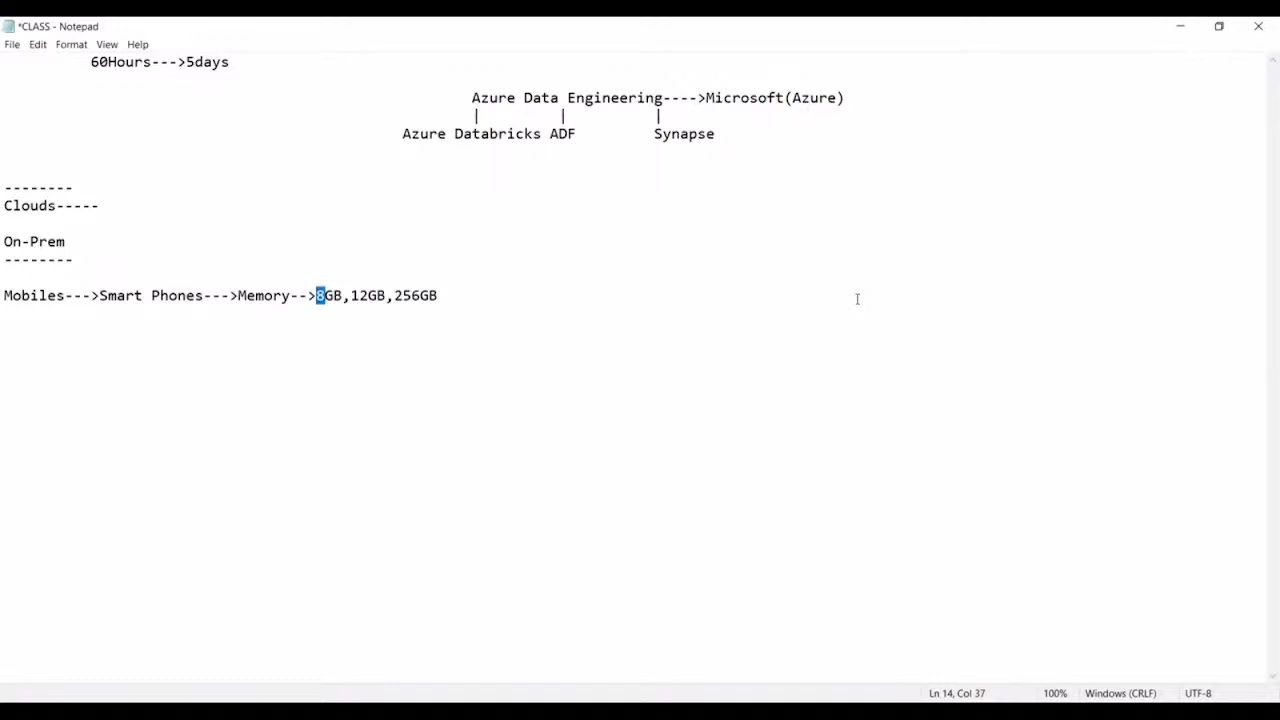 *CLASS - Notepad
File Edit Format View Help
60Hours--->5days
Azure Data Engineering---->Microsoft(Azure)
| | |
Azure Databricks ADF Synapse
--------
Clouds-----
On-Prem
--------
Mobiles--->Smart Phones--->Memory-->8GB,12GB,256GB
Ln 14, Col 37 100% Windows (CRLF) UTF-8